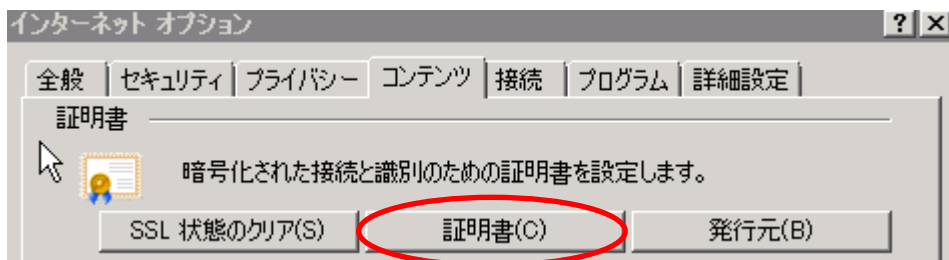 インターネット オプション
全般 セキュリティ プライバシー コンテンツ 接続 プログラム 詳細設定
証明書
暗号化された接続と識別のための証明書を設定します。
SSL 状態のクリア(S) 証明書(C) 発行元(B)